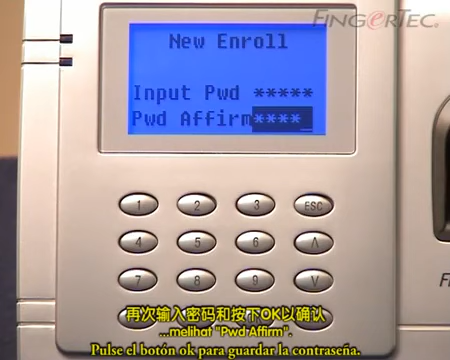 FINGERTEC®
New Enroll
Input Pwd *****
Pwd Affirm****_
1 2 3 ESC
4 5 6 Λ
7 8 9 V
再次输入密码和按下OK以确认
...melihat "Pwd Affirm".
Pulse el botón ok para guardar la contraseña.